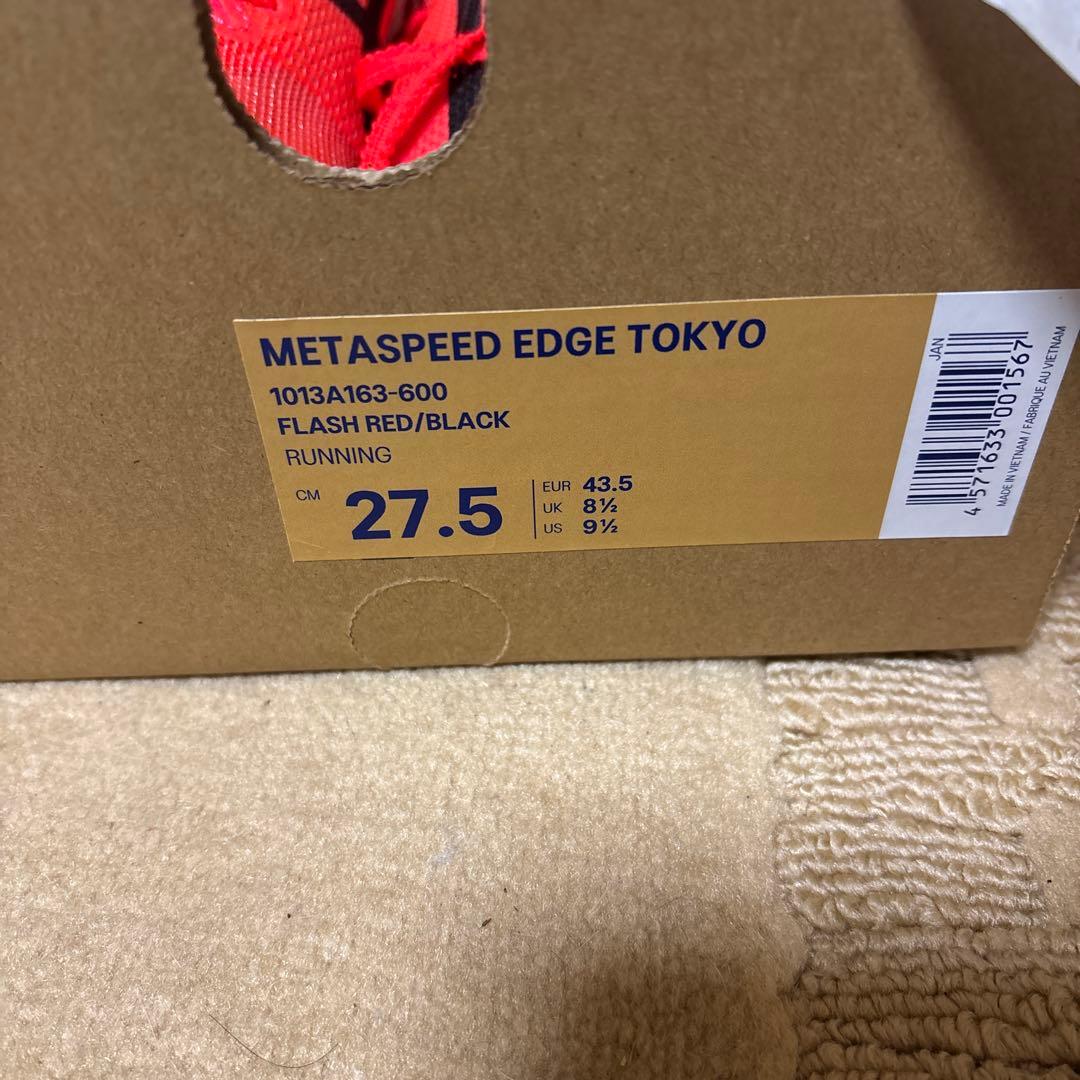 METASPEED EDGE TOKYO
1013A163-600
FLASH RED/BLACK
RUNNING
CM 27.5
EUR 43.5
UK 8½
US 9½
JAN
4 571633 001567
MADE IN VIETNAM / FABRIQUE AU VIETNAM